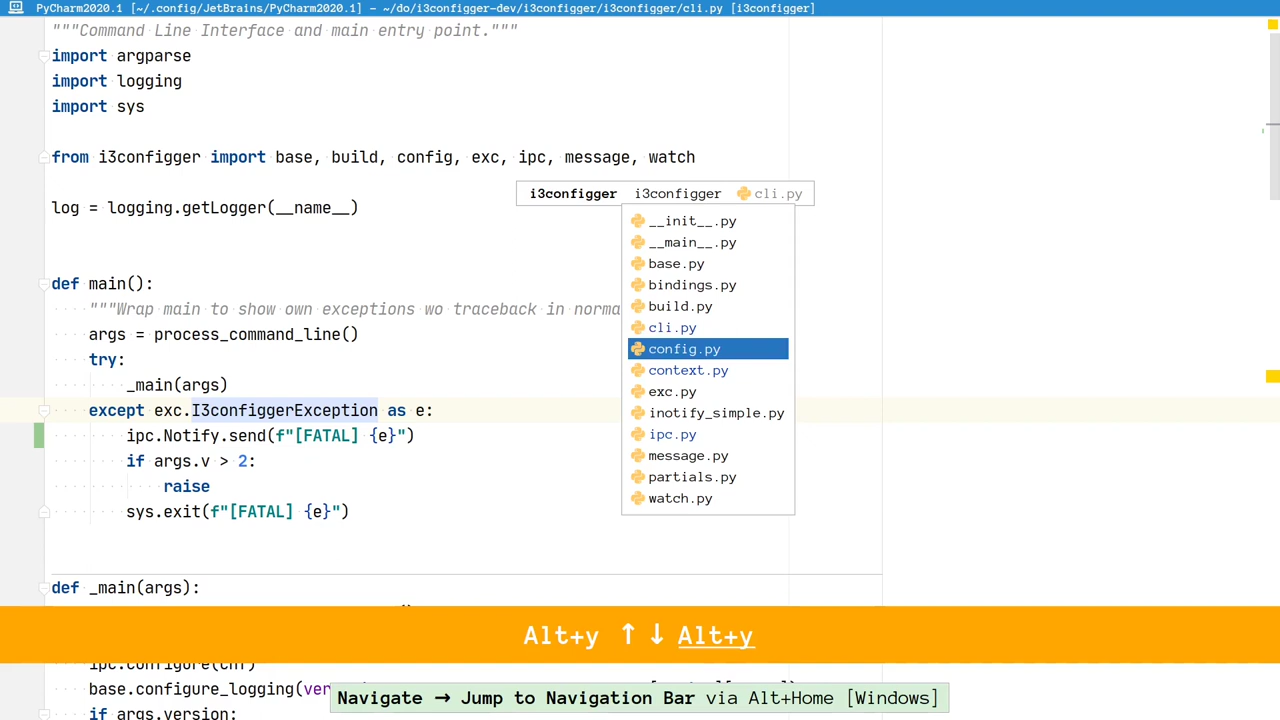 PyCharm2020.1 [~/.config/JetBrains/PyCharm2020.1] – ~/do/i3configger-dev/i3configger/i3configger/cli.py [i3configger]
"""Command Line Interface and main entry point."""
import argparse
import logging
import sys
from i3configger import base, build, config, exc, ipc, message, watch
i3configger i3configger cli.py
log = logging.getLogger(__name__)
__init__.py
__main__.py
base.py
bindings.py
build.py
cli.py
config.py
context.py
exc.py
inotify_simple.py
ipc.py
message.py
partials.py
watch.py
def main():
"""Wrap main to show own exceptions wo traceback in norma
args = process_command_line()
try:
_main(args)
except exc.I3configgerException as e:
ipc.Notify.send(f"[FATAL] {e}")
if args.v > 2:
raise
sys.exit(f"[FATAL] {e}")
def _main(args):
Alt+y ↑↓ Alt+y
ipc.configure(cnf)
base.configure_logging(ver
Navigate → Jump to Navigation Bar via Alt+Home [Windows]
if args.version: